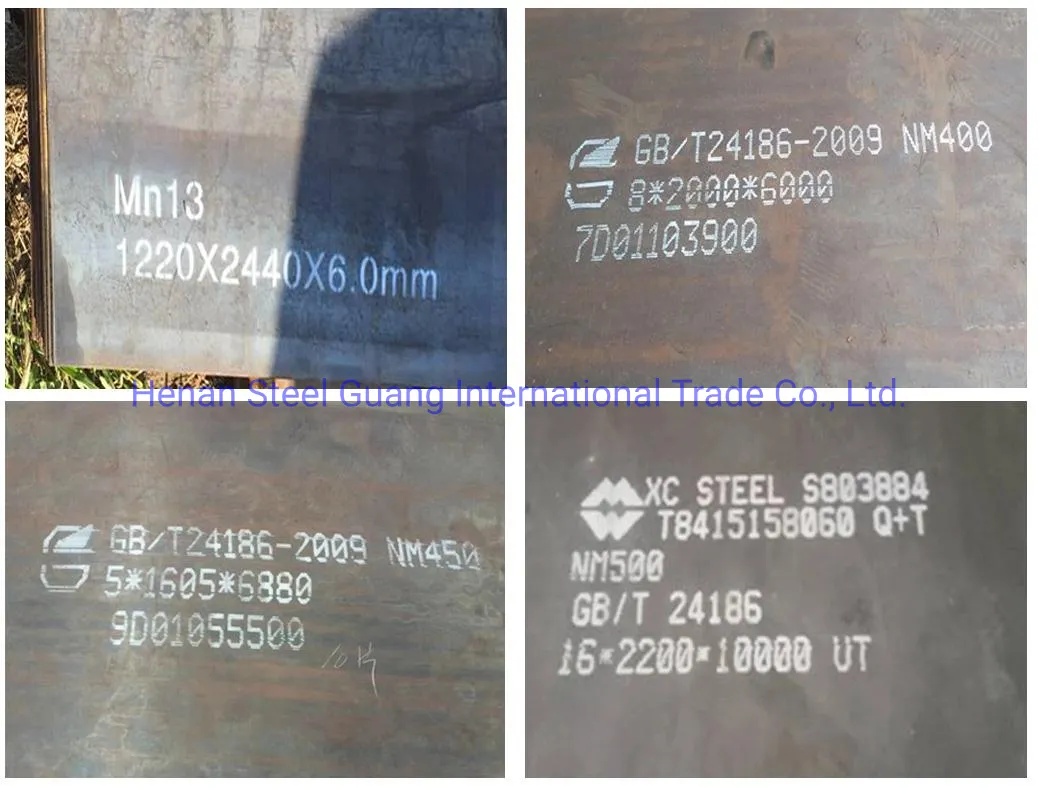 Mn13
1220X2440X6.0mm
GB/T24186-2009 NM400
8*2000*6000
7D01103900
Henan Steel Guang International Trade Co., Ltd.
GB/T24186-2009 NM450
5*1605*6880
9D01055500
XC STEEL S803884
T8415158060 Q+T
NM500
GB/T 24186
16*2200*10000 UT